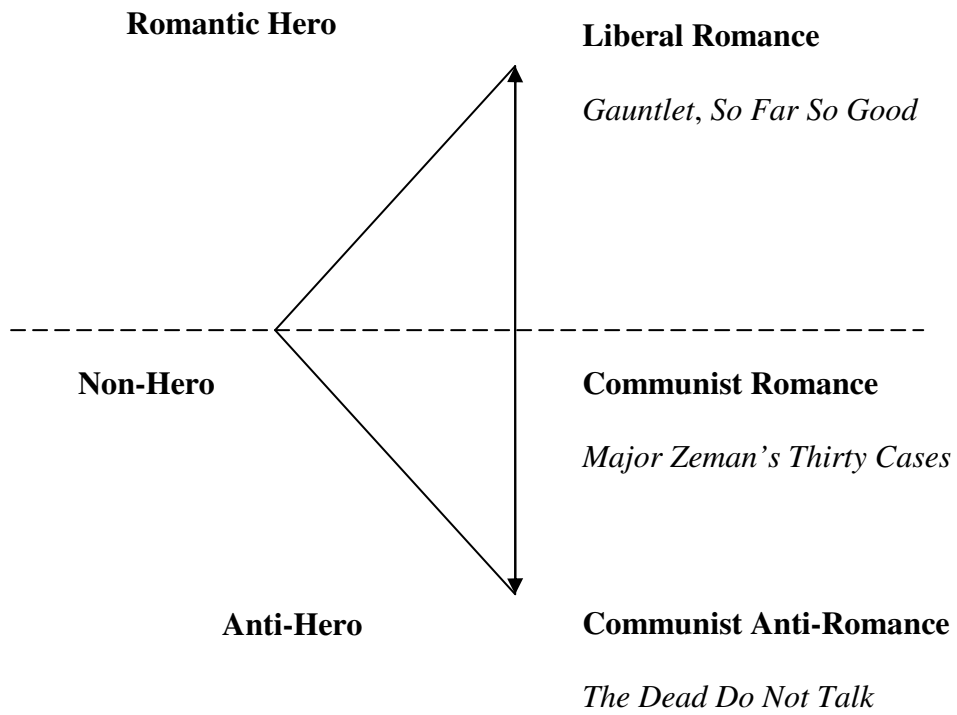 Romantic Hero
Liberal Romance
Gauntlet, So Far So Good
Non-Hero
Communist Romance
Major Zeman’s Thirty Cases
Anti-Hero
Communist Anti-Romance
The Dead Do Not Talk